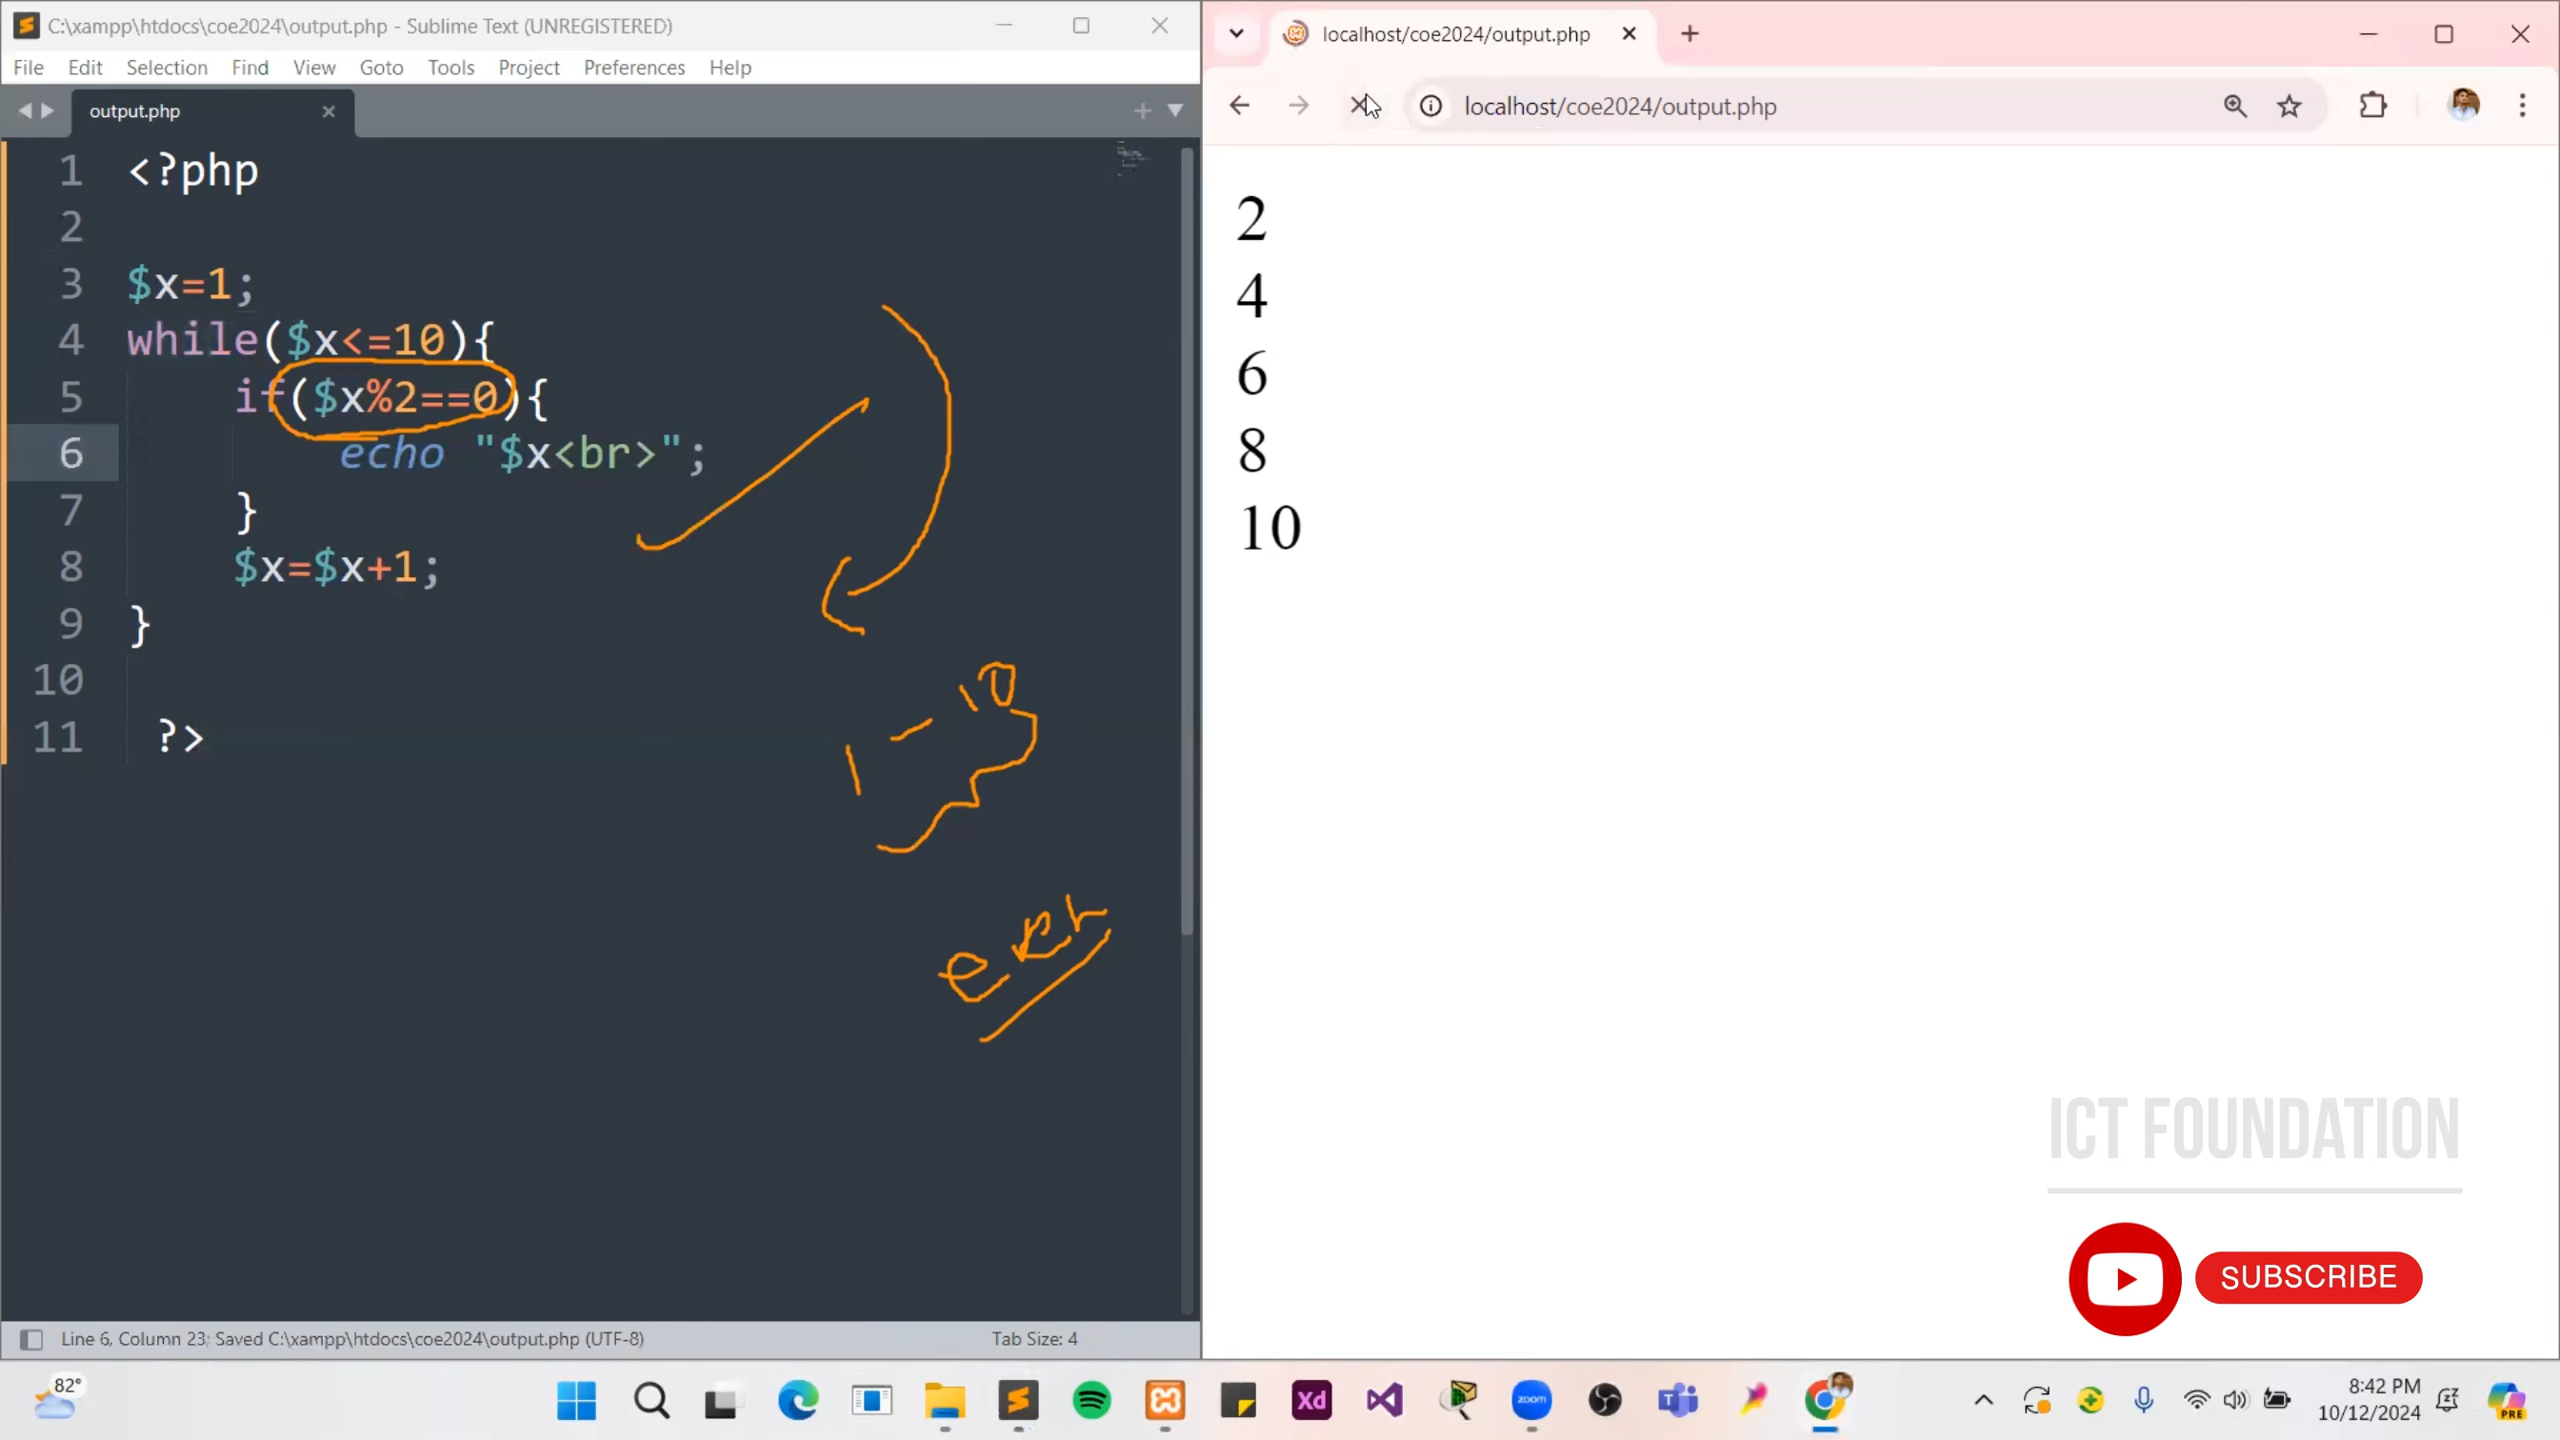 C:\xampp\htdocs\coe2024\output.php - Sublime Text (UNREGISTERED)
File Edit Selection Find View Goto Tools Project Preferences Help
output.php
1 <?php
2
3 $x=1;
4 while($x<=10){
5 if($x%2==0){
6 echo "$x<br>";
7 }
8 $x=$x+1;
9 }
10
11 ?>
1 - 10
Line 6, Column 23; Saved C:\xampp\htdocs\coe2024\output.php (UTF-8) Tab Size: 4
localhost/coe2024/output.php
localhost/coe2024/output.php
2
4
6
8
10
ICT FOUNDATION
SUBSCRIBE
82°
Xd
zoom
8:42 PM
10/12/2024
PRE